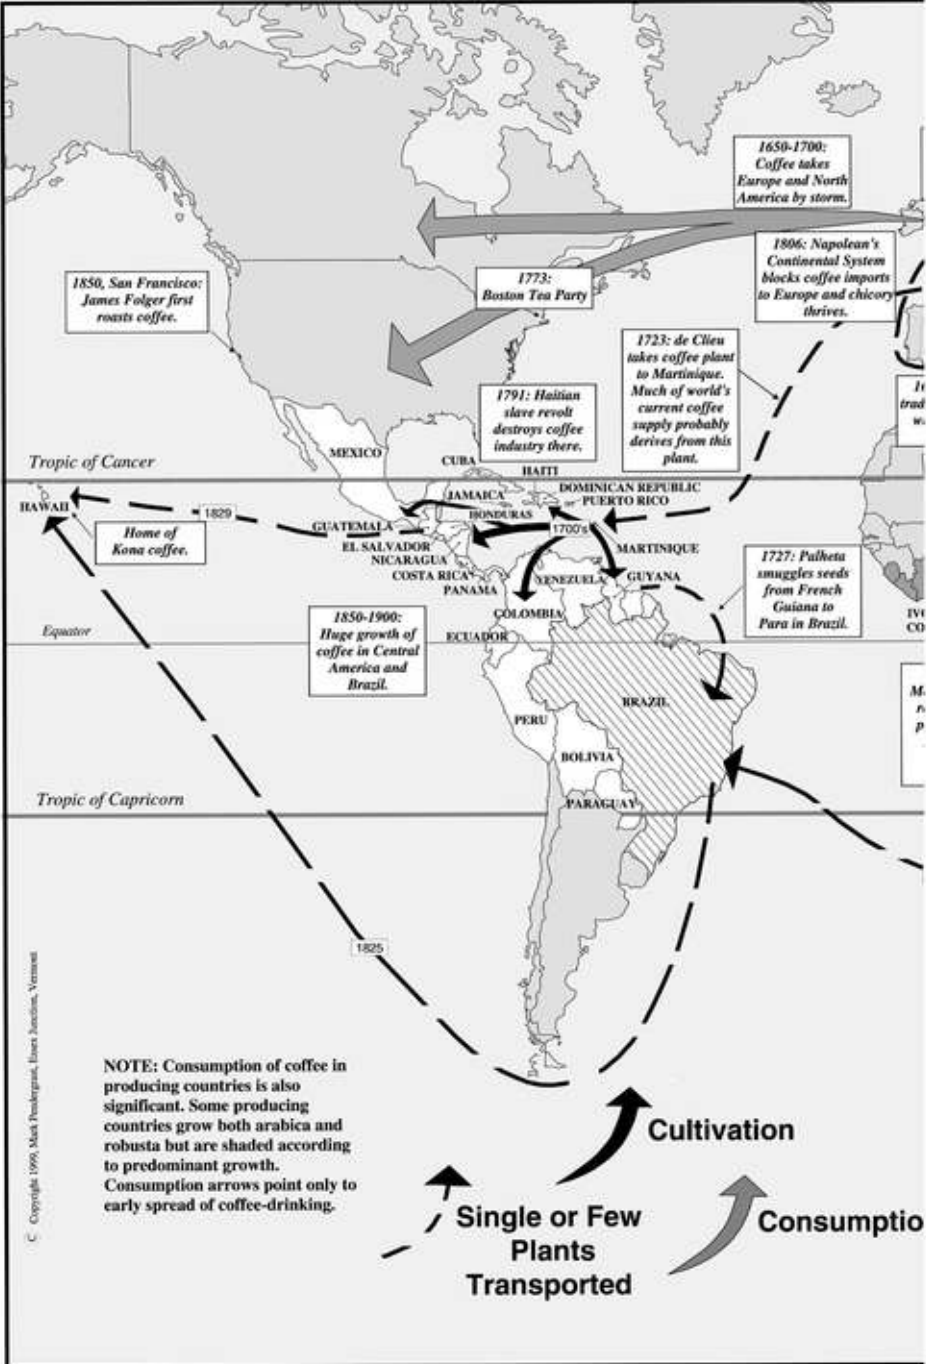 1650-1700:
Coffee takes
Europe and North
America by storm.
1806: Napolean's
Continental System
blocks coffee imports
to Europe and chicory
thrives.
1850, San Francisco:
James Folger first
roasts coffee.
1773:
Boston Tea Party
1723: de Clieu
takes coffee plant
to Martinique.
Much of world's
current coffee
supply probably
derives from this
plant.
1791: Haitian
slave revolt
destroys coffee
industry there.
trad
MEXICO
Tropic of Cancer
CUBA
HAITI
DOMINICAN REPUBLIC
PUERTO RICO
JAMAICA
HAWAII
1829
HONDURAS
GUATEMALA
1700's
Home of
Kona coffee.
EL SALVADOR
NICARAGUA
COSTA RICA
PANAMA
MARTINIQUE
VENEZUELA
GUYANA
1727: Palheta
smuggles seeds
from French
Guiana to
Para in Brazil.
COLOMBIA
IVO
CO
1850-1900:
Huge growth of
coffee in Central
America and
Brazil.
Equator
ECUADOR
BRAZIL
PERU
BOLIVIA
Tropic of Capricorn
PARAGUAY
1825
C Copyright 1999, Mark Pendergrast, Essex Junction, Vermont
NOTE: Consumption of coffee in
producing countries is also
significant. Some producing
countries grow both arabica and
robusta but are shaded according
to predominant growth.
Consumption arrows point only to
early spread of coffee-drinking.
Cultivation
Single or Few
Plants
Transported
Consumptio